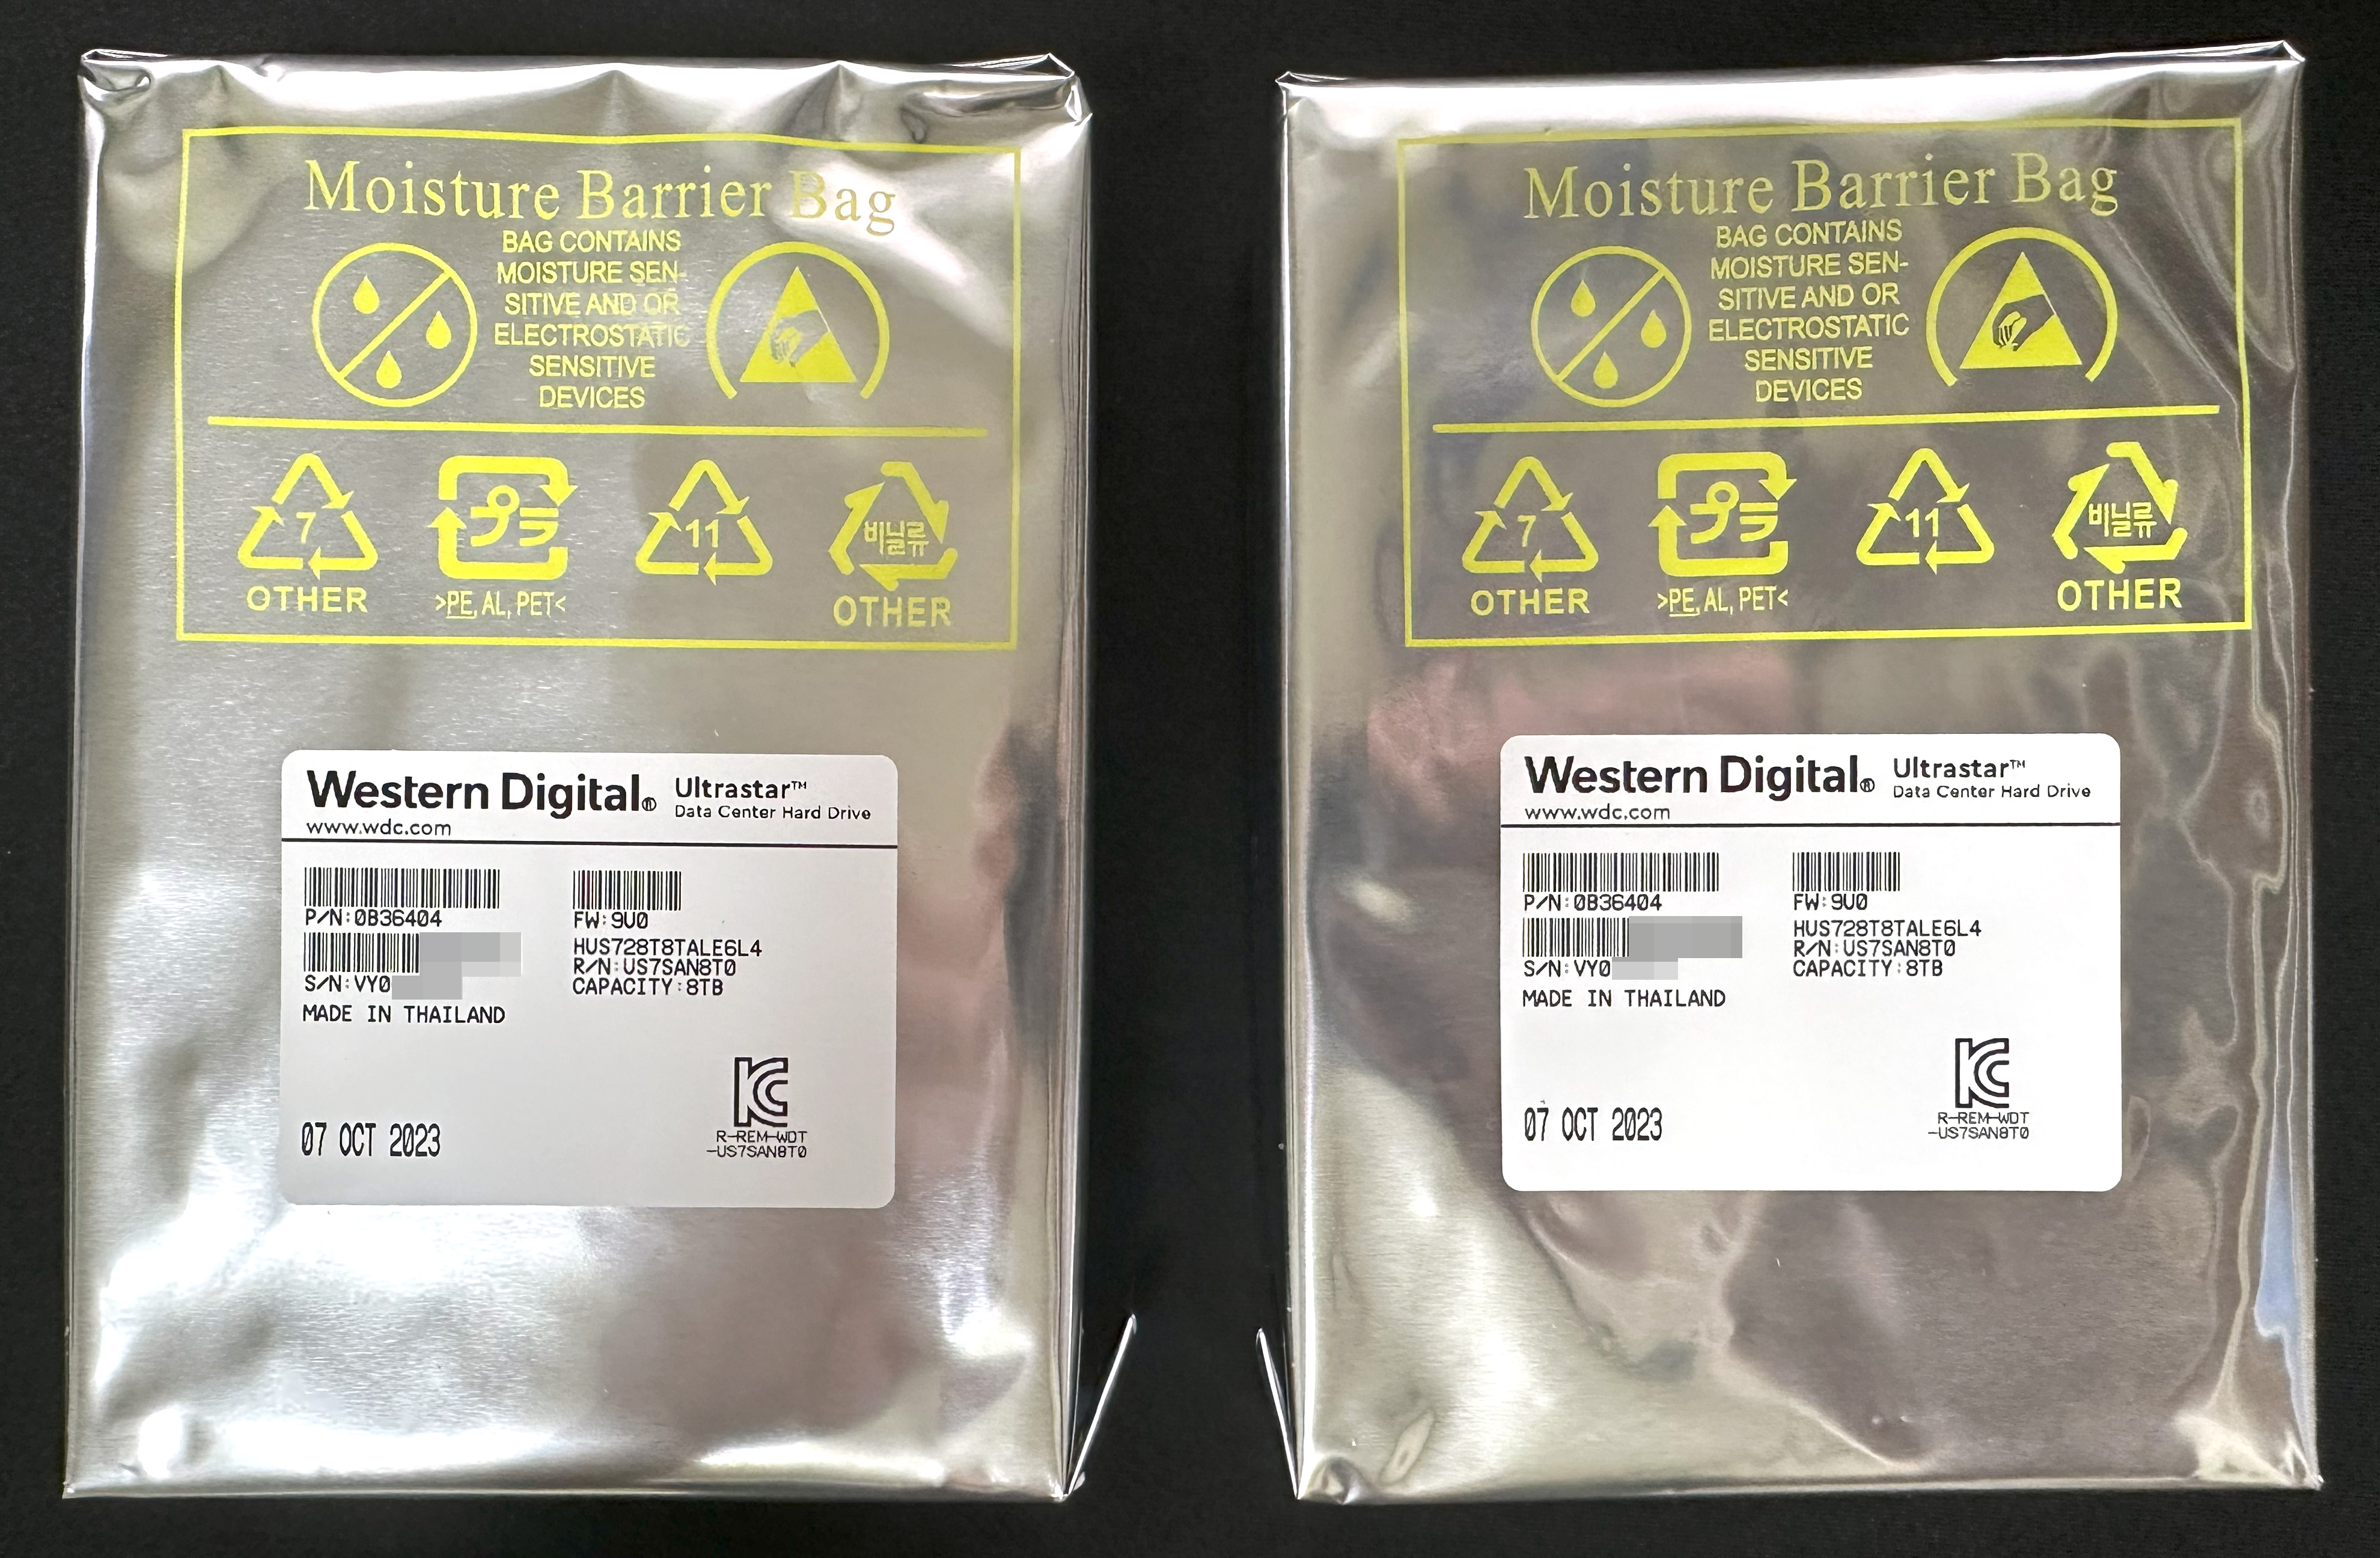 Moisture Barrier Bag
BAG CONTAINS
MOISTURE SEN-
SITIVE AND OR
ELECTROSTATIC
SENSITIVE
DEVICES
7
OTHER
プラ
>PE, AL, PET<
11
비닐류
OTHER
Western Digital® Ultrastar™
Data Center Hard Drive
www.wdc.com
P/N:0B36404
S/N:VY0
MADE IN THAILAND
FW:9U0
HUS728T8TALE6L4
R/N:US7SAN8T0
CAPACITY:8TB
07 OCT 2023
R-REM-WDT
-US7SAN8T0
Moisture Barrier Bag
BAG CONTAINS
MOISTURE SEN-
SITIVE AND OR
ELECTROSTATIC
SENSITIVE
DEVICES
7
OTHER
プラ
>PE, AL, PET<
11
비닐류
OTHER
Western Digital® Ultrastar™
Data Center Hard Drive
www.wdc.com
P/N:0B36404
S/N:VY0
MADE IN THAILAND
FW:9U0
HUS728T8TALE6L4
R/N:US7SAN8T0
CAPACITY:8TB
07 OCT 2023
R-REM-WDT
-US7SAN8T0